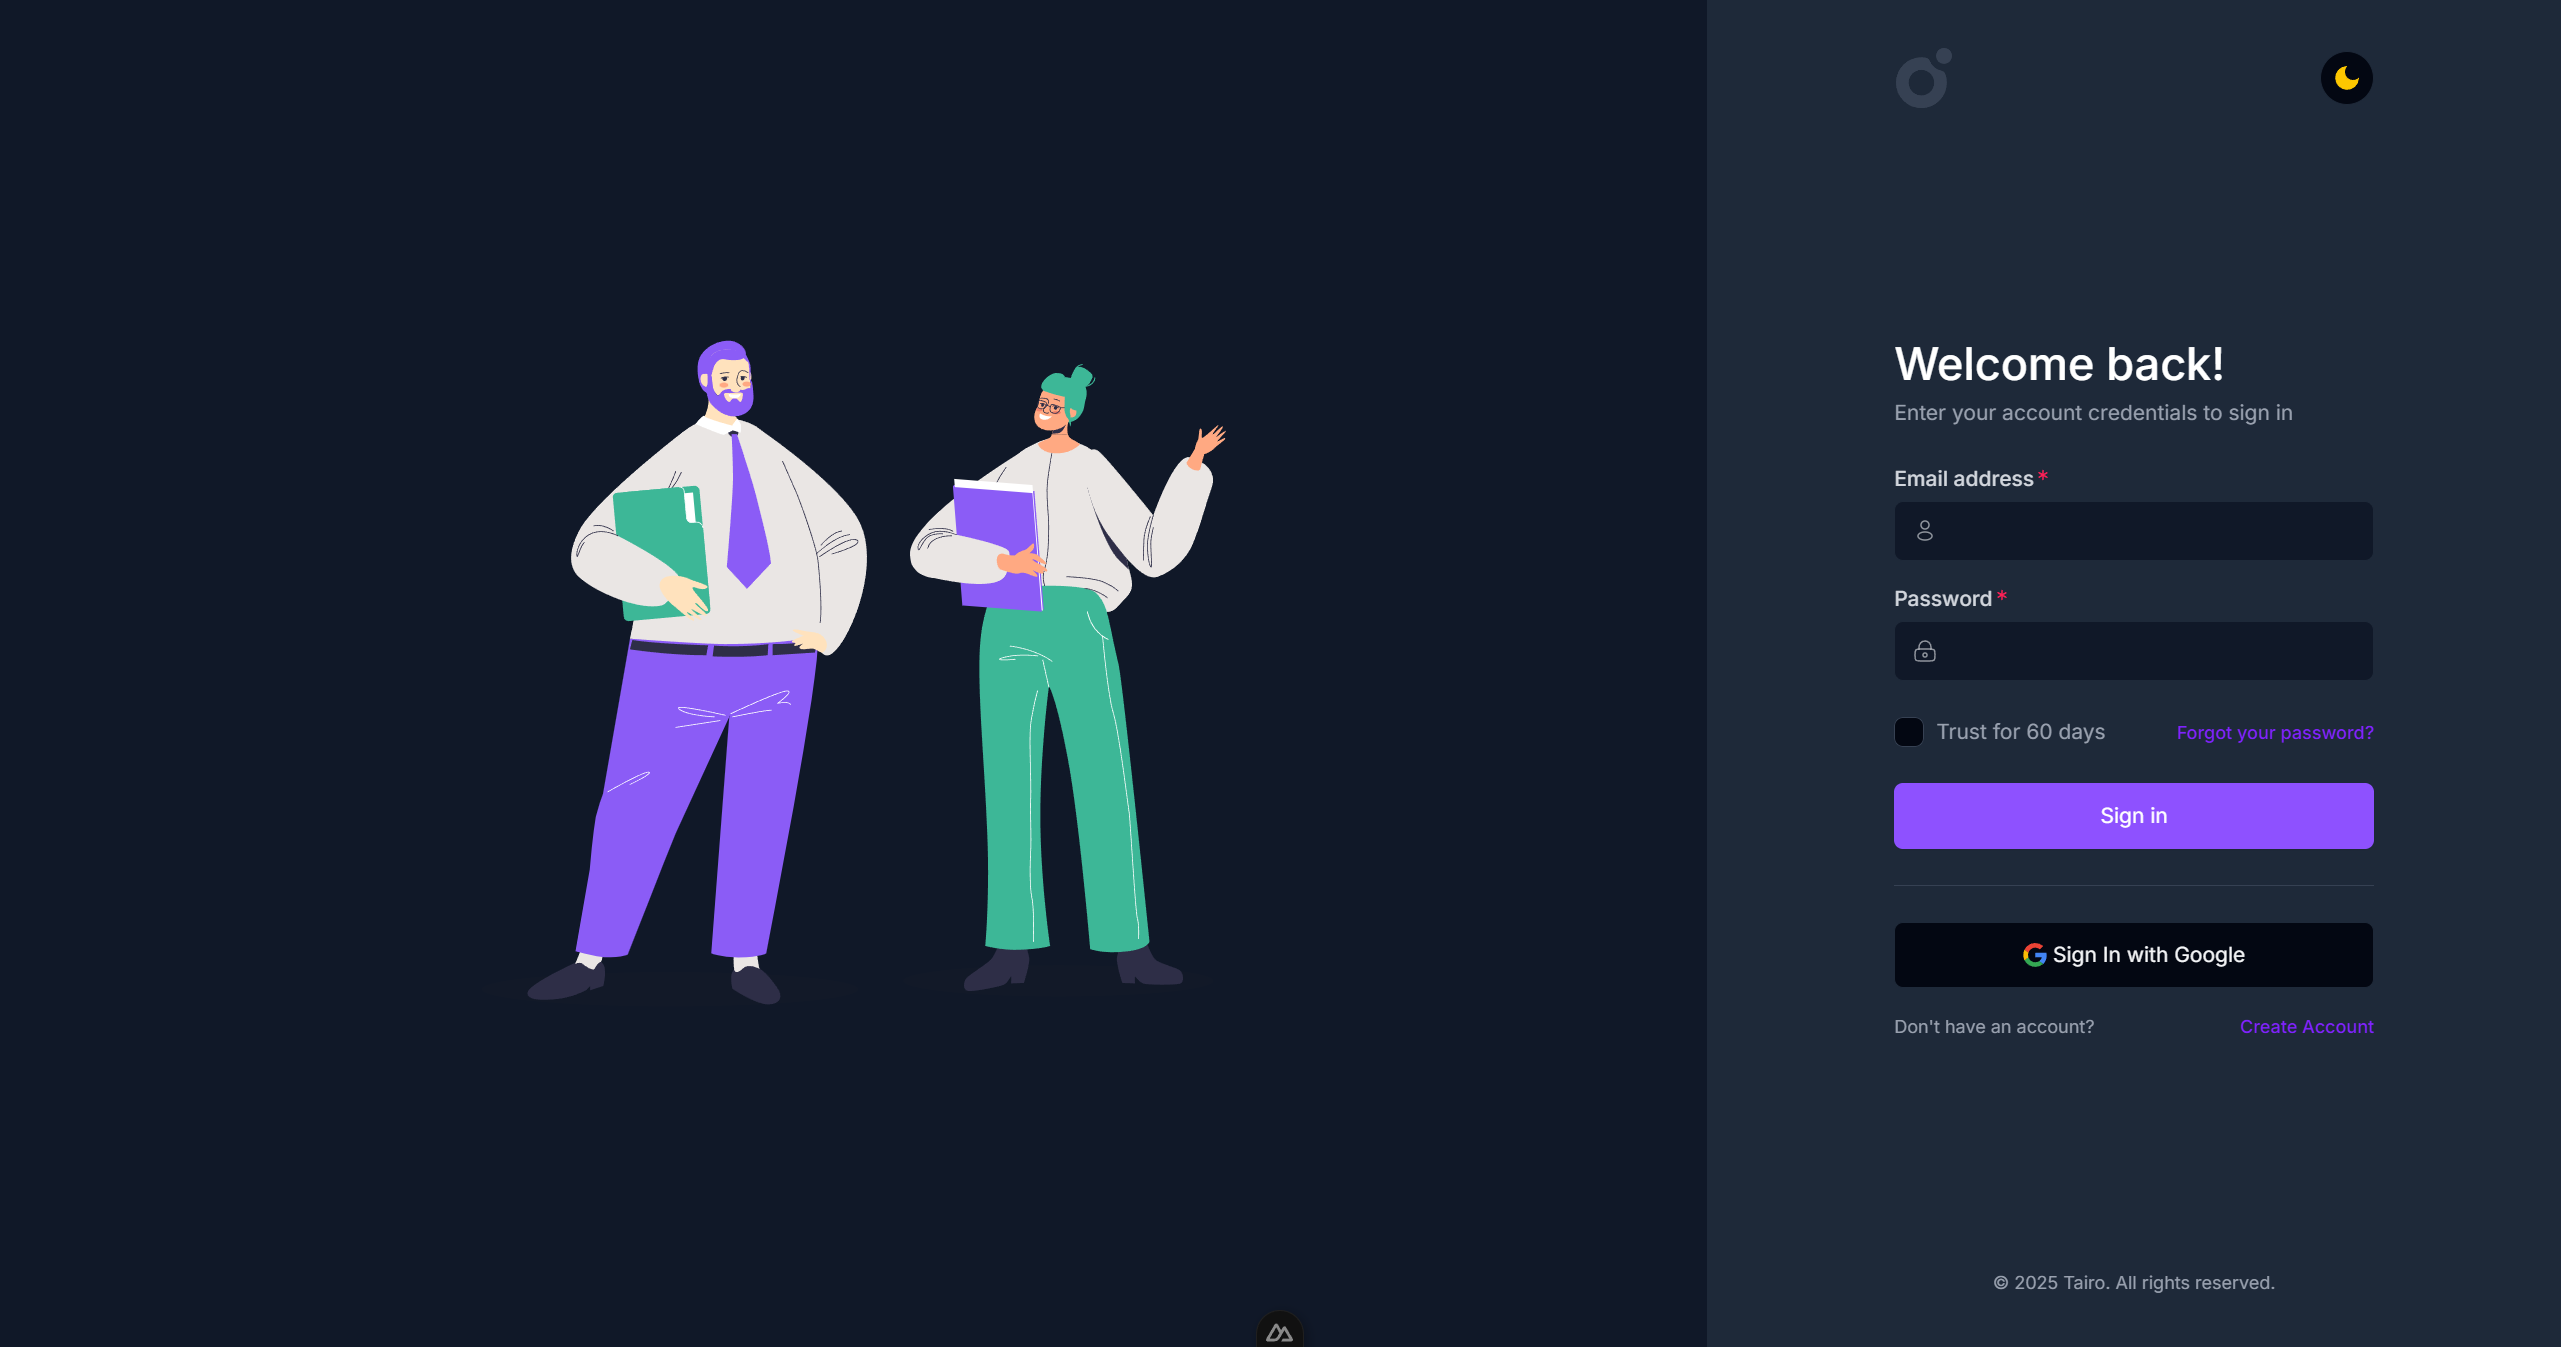 Welcome back!
Enter your account credentials to sign in
Email address *
Password *
Trust for 60 days
Forgot your password?
Sign in
Sign In with Google
Don't have an account?
Create Account
© 2025 Tairo. All rights reserved.